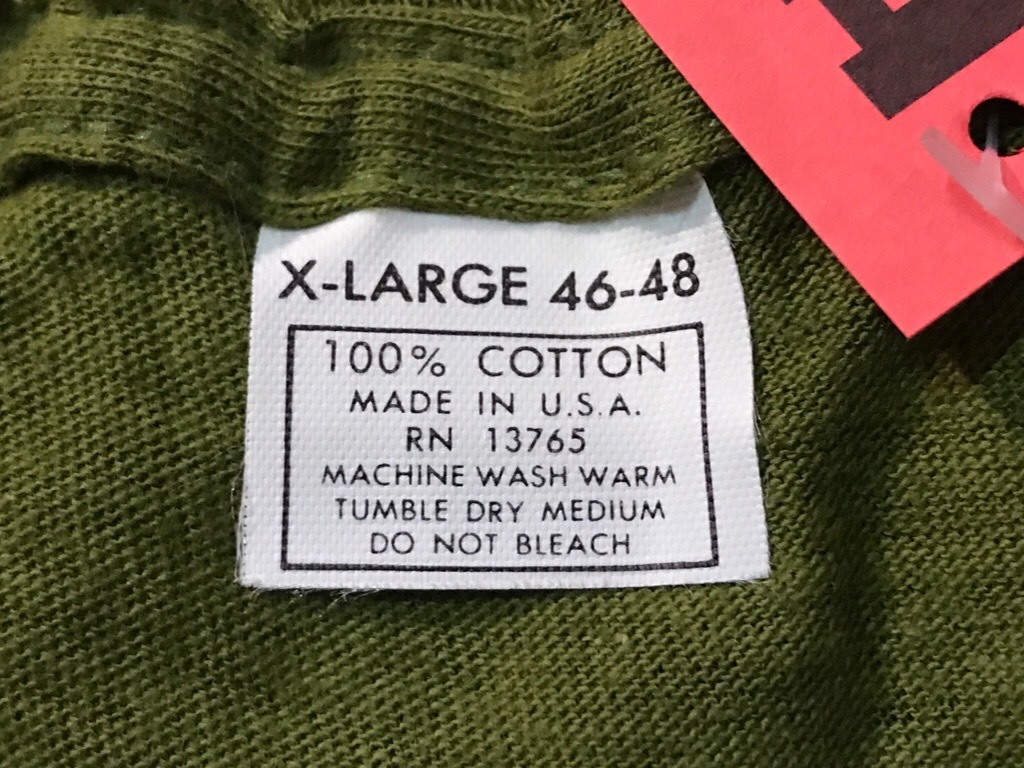 X-LARGE 46-48
100% COTTON
MADE IN U.S.A.
RN 13765
MACHINE WASH WARM
TUMBLE DRY MEDIUM
DO NOT BLEACH